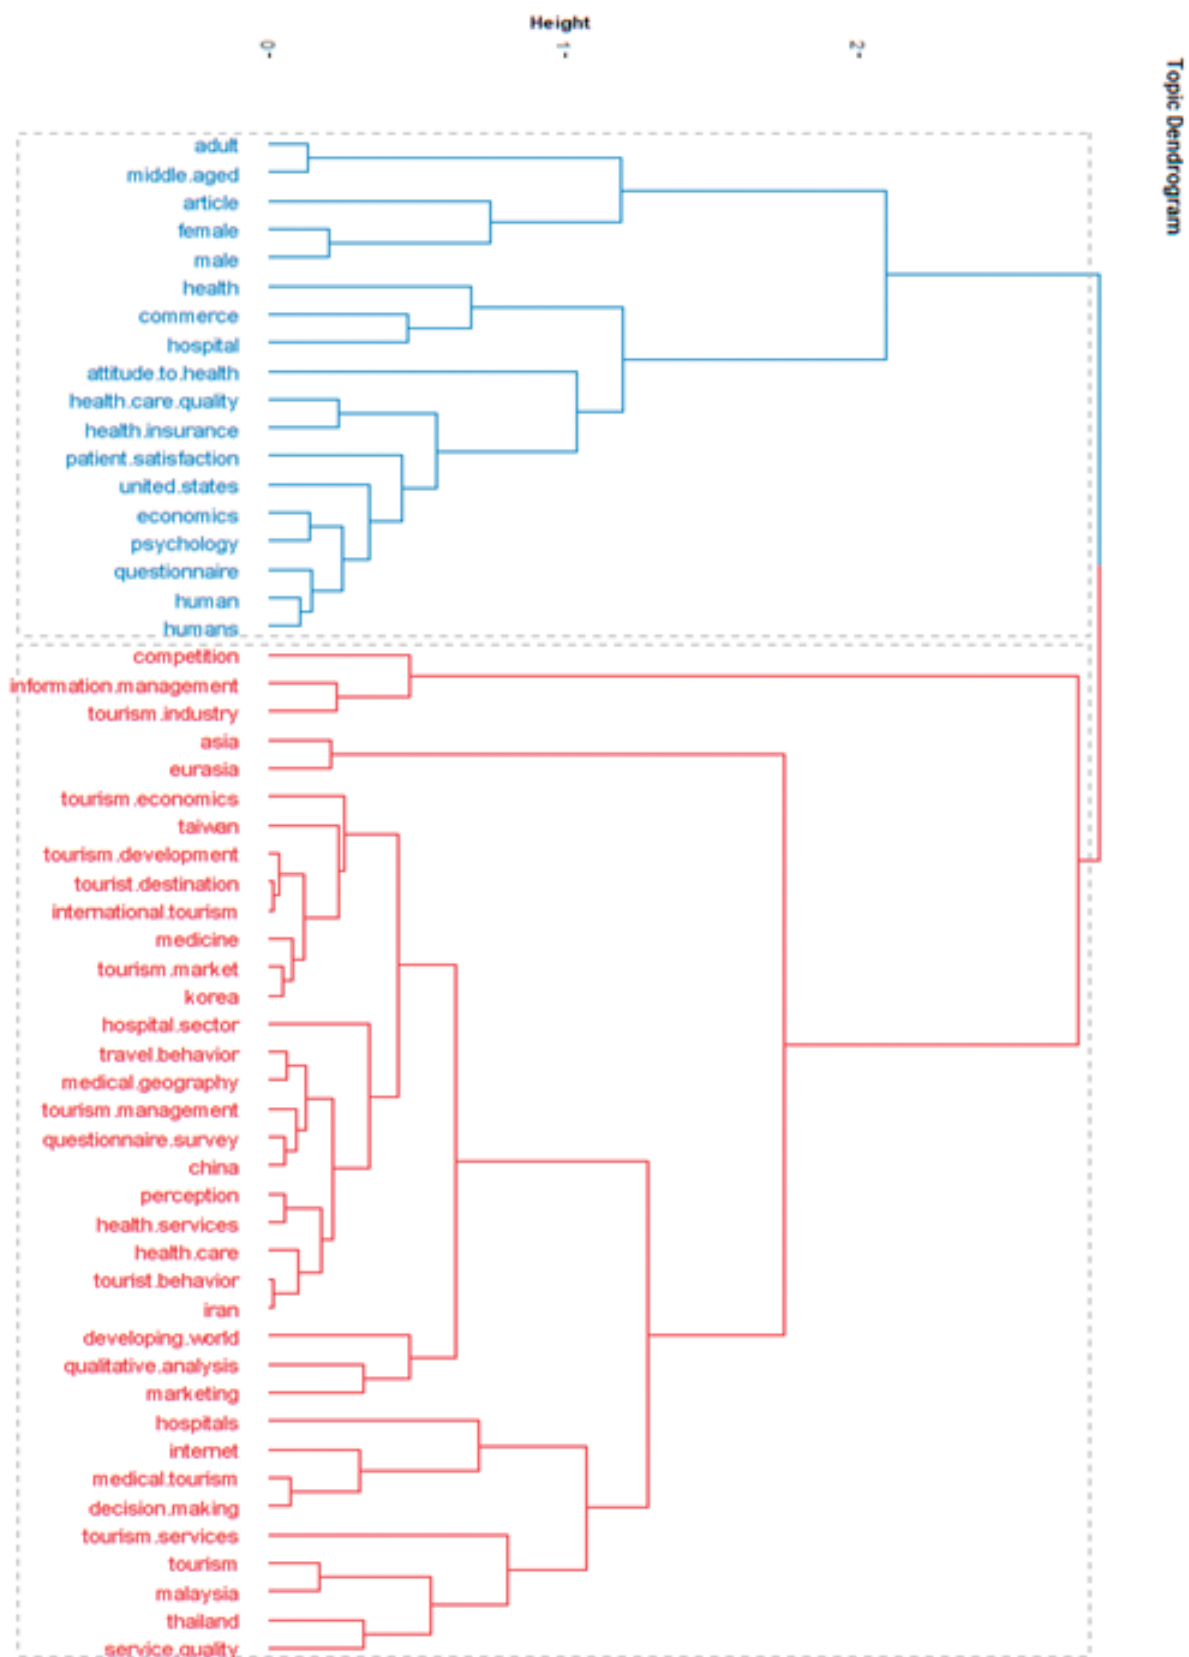 Height
0-
1-
2-
Topic Dendrogram
adult
middle.aged
article
female
male
health
commerce
hospital
attitude.to.health
health.care.quality
health.insurance
patient.satisfaction
united.states
economics
psychology
questionnaire
human
humans
competition
information.management
tourism.industry
asia
eurasia
tourism.economics
taiwan
tourism.development
tourist.destination
international.tourism
medicine
tourism.market
korea
hospital.sector
travel.behavior
medical.geography
tourism.management
questionnaire.survey
china
perception
health.services
health.care
tourist.behavior
iran
developing.world
qualitative.analysis
marketing
hospitals
internet
medical.tourism
decision.making
tourism.services
tourism
malaysia
thailand
service.quality